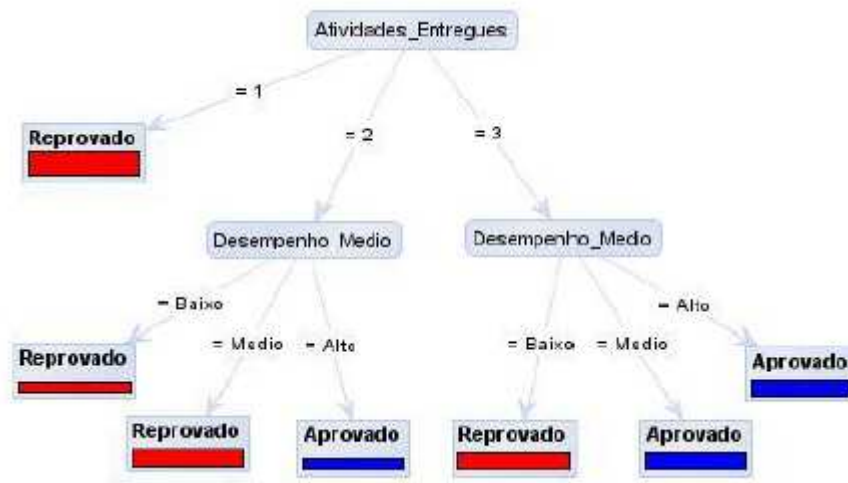 Atividades_Entregues
= 1
= 2
= 3
Reprovado
Desempenho_Medio
Desempenho_Medio
= Baixo
= Medio
= Alto
= Baixo
= Medio
= Alto
Reprovado
Reprovado
Aprovado
Reprovado
Aprovado
Aprovado